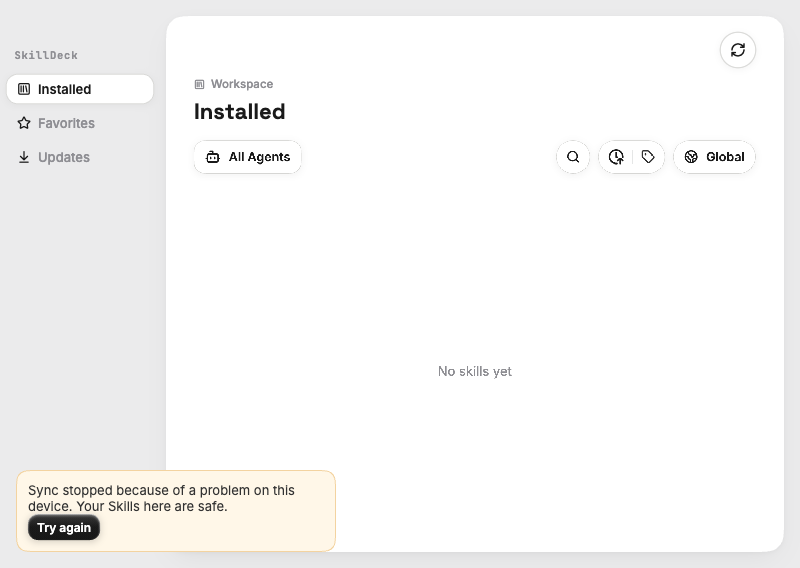 SkillDeck
Installed
Favorites
Updates
Workspace
Installed
All Agents
Global
No skills yet
Sync stopped because of a problem on this
device. Your Skills here are safe.
Try again